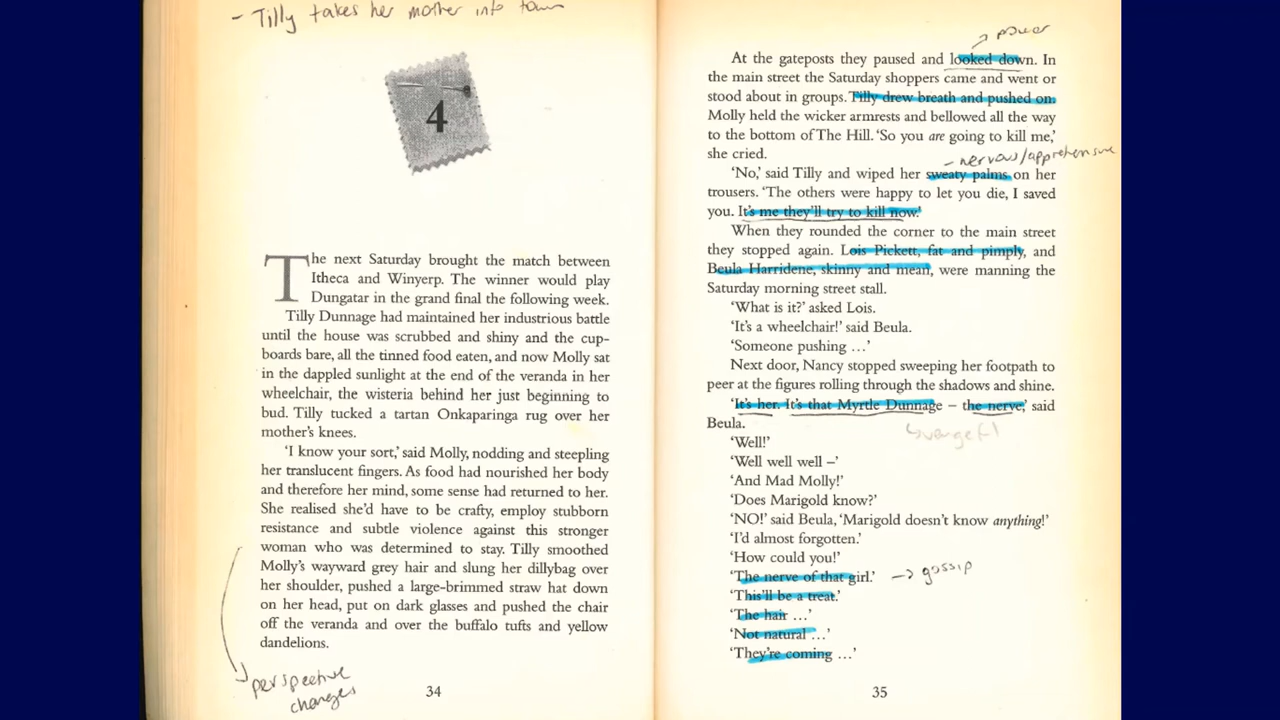 - Tilly takes her mother into town
4
The next Saturday brought the match between
Itheca and Winyerp. The winner would play
Dungatar in the grand final the following week.
Tilly Dunnage had maintained her industrious battle
until the house was scrubbed and shiny and the cup-
boards bare, all the tinned food eaten, and now Molly sat
in the dappled sunlight at the end of the veranda in her
wheelchair, the wisteria behind her just beginning to
bud. Tilly tucked a tartan Onkaparinga rug over her
mother's knees.
'I know your sort,' said Molly, nodding and steepling
her translucent fingers. As food had nourished her body
and therefore her mind, some sense had returned to her.
She realised she'd have to be crafty, employ stubborn
resistance and subtle violence against this stronger
woman who was determined to stay. Tilly smoothed
Molly's wayward grey hair and slung her dillybag over
her shoulder, pushed a large-brimmed straw hat down
on her head, put on dark glasses and pushed the chair
off the veranda and over the buffalo tufts and yellow
dandelions.
perspective
changes
34
→ power
At the gateposts they paused and looked down. In
the main street the Saturday shoppers came and went or
stood about in groups. Tilly drew breath and pushed on.
Molly held the wicker armrests and bellowed all the way
to the bottom of The Hill. 'So you are going to kill me,'
she cried.
- nervous/apprehensive
'No,' said Tilly and wiped her sweaty palms on her
trousers. 'The others were happy to let you die, I saved
you. It's me they'll try to kill now.'
When they rounded the corner to the main street
they stopped again. Lois Pickett, fat and pimply, and
Beula Harridene, skinny and mean, were manning the
Saturday morning street stall.
'What is it?' asked Lois.
'It's a wheelchair!' said Beula.
'Someone pushing …'
Next door, Nancy stopped sweeping her footpath to
peer at the figures rolling through the shadows and shine.
'It's her. It's that Myrtle Dunnage – the nerve,' said
Beula.
'Well!'
'Well well well –'
'And Mad Molly!'
'Does Marigold know?'
'NO!' said Beula, 'Marigold doesn't know anything!'
'I'd almost forgotten.'
'How could you!'
'The nerve of that girl.' → gossip
'This'll be a treat.'
'The hair …'
'Not natural …'
'They're coming …'
35